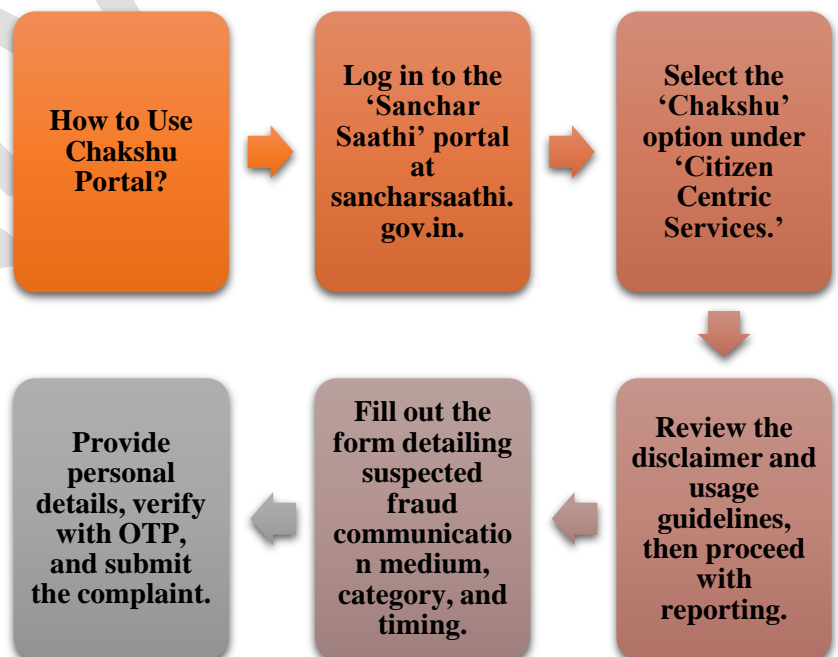 How to Use
Chakshu
Portal?
Log in to the
‘Sanchar
Saathi’ portal
at
sancharsaathi.
gov.in.
Select the
‘Chakshu’
option under
‘Citizen
Centric
Services.’
Review the
disclaimer and
usage
guidelines,
then proceed
with
reporting.
Fill out the
form detailing
suspected
fraud
communicatio
n medium,
category, and
timing.
Provide
personal
details, verify
with OTP,
and submit
the complaint.